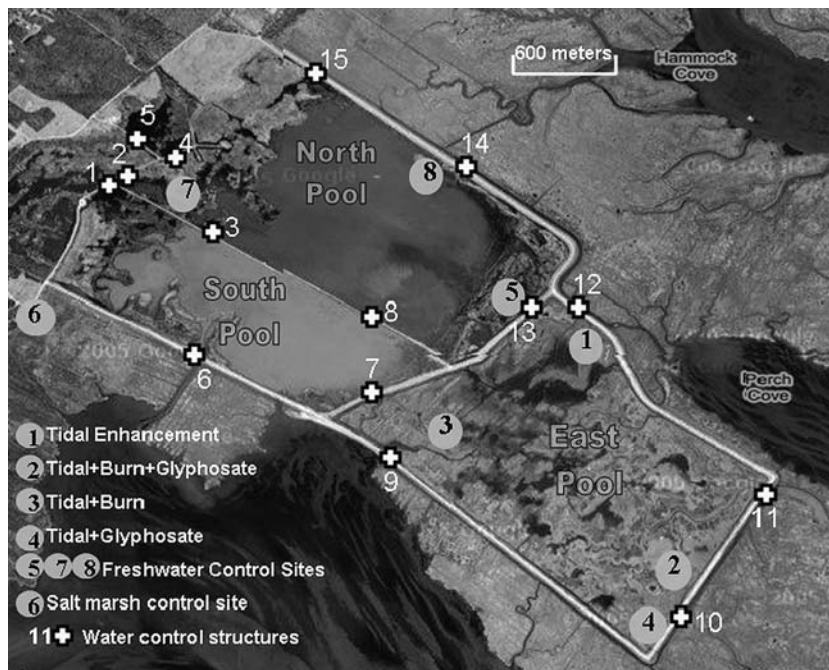 15
600 meters
Hammock
Cove
5
4
14
North
Pool
2
1
7
8
3
South
Pool
8
5
12
13
6
1
6
7
Perch
Cove
3
East
Pool
9
11
1 Tidal Enhancement
2 Tidal+Burn+Glyphosate
3 Tidal+Burn
4 Tidal+Glyphosate
2
5 7 8 Freshwater Control Sites
6 Salt marsh control site
4
10
11 Water control structures